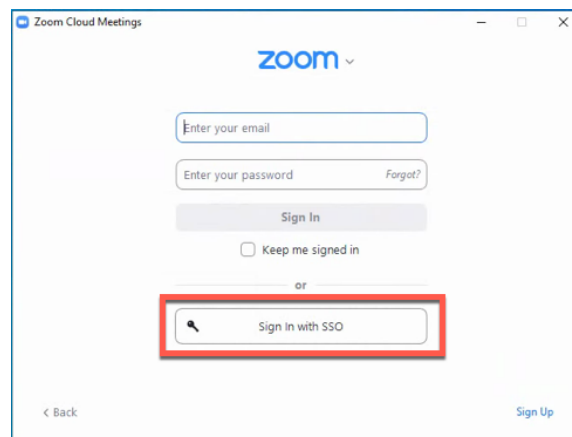 Zoom Cloud Meetings
zoom
Enter your email
Enter your password Forgot?
Sign In
Keep me signed in
or
Sign In with SSO
< Back Sign Up